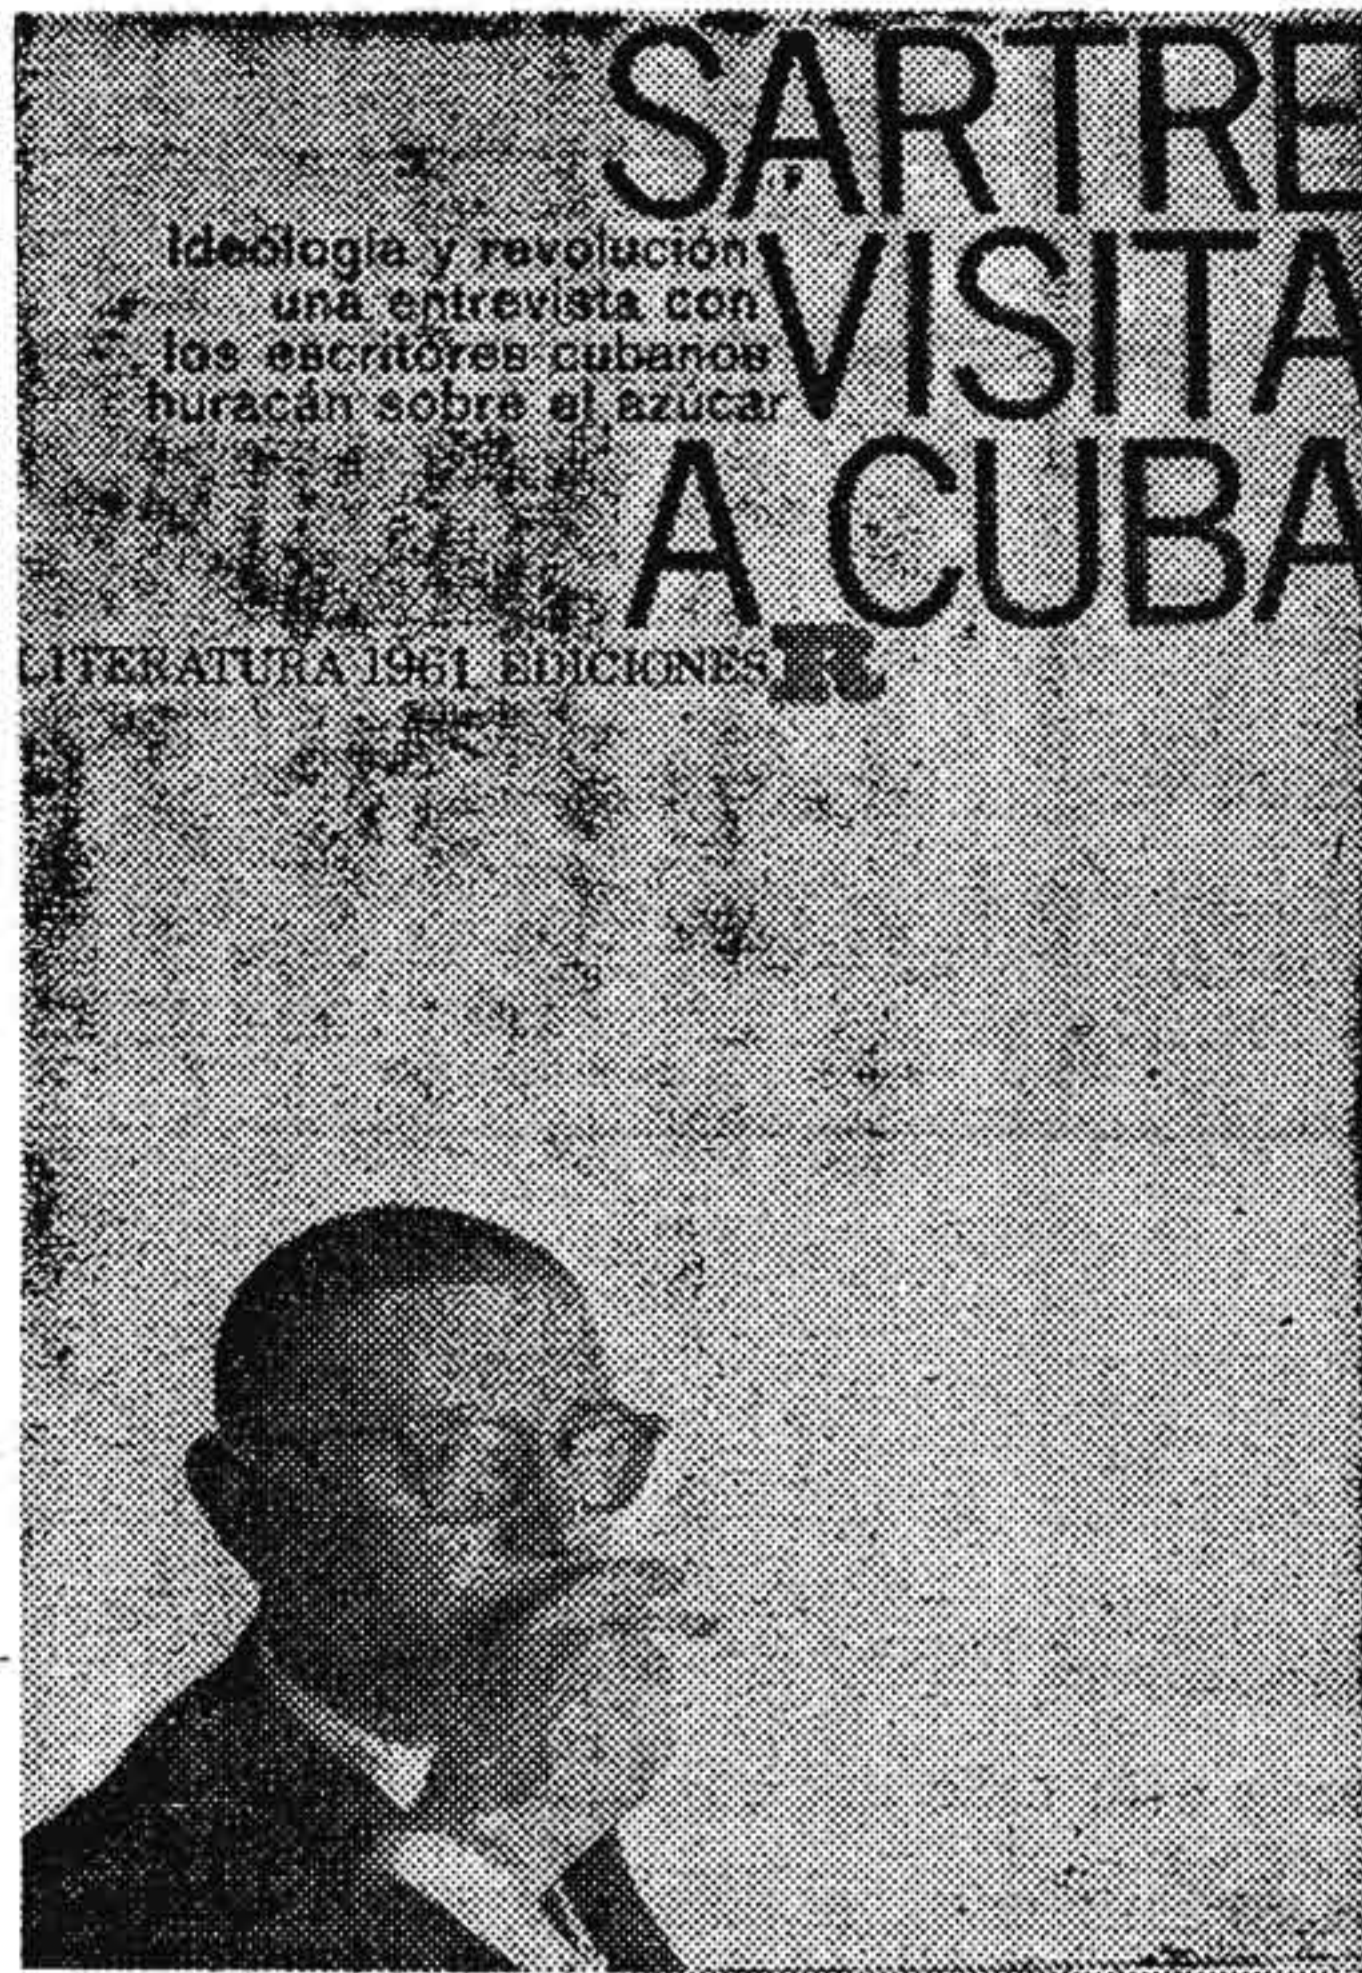 SARTRE
VISITA
A CUBA
Ideología y revolución
una entrevista con
los escritores cubanos
huracán sobre el azúcar
LITERATURA 1961 EDICIONES R